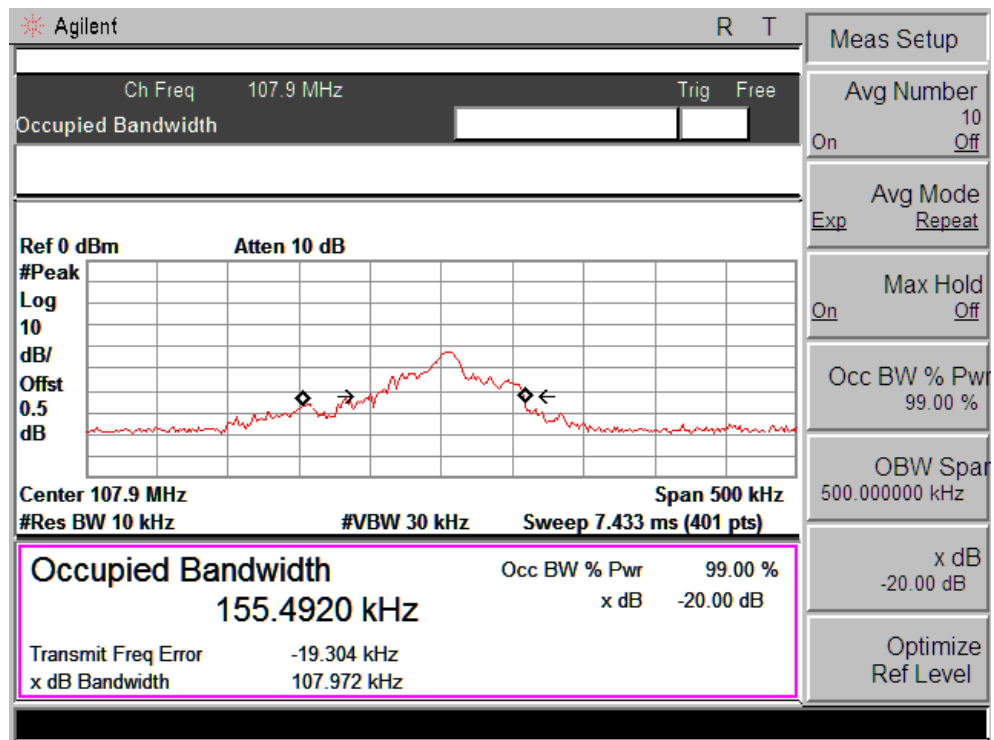 Agilent R T
Ch Freq 107.9 MHz Trig Free
Occupied Bandwidth
Ref 0 dBm Atten 10 dB
#Peak
Log
10
dB/
Offst
0.5
dB
Center 107.9 MHz Span 500 kHz
#Res BW 10 kHz #VBW 30 kHz Sweep 7.433 ms (401 pts)
Occupied Bandwidth Occ BW % Pwr 99.00 %
155.4920 kHz x dB -20.00 dB
Transmit Freq Error -19.304 kHz
x dB Bandwidth 107.972 kHz
Meas Setup
Avg Number
10
On Off
Avg Mode
Exp Repeat
Max Hold
On Off
Occ BW % Pwr
99.00 %
OBW Span
500.000000 kHz
x dB
-20.00 dB
Optimize
Ref Level